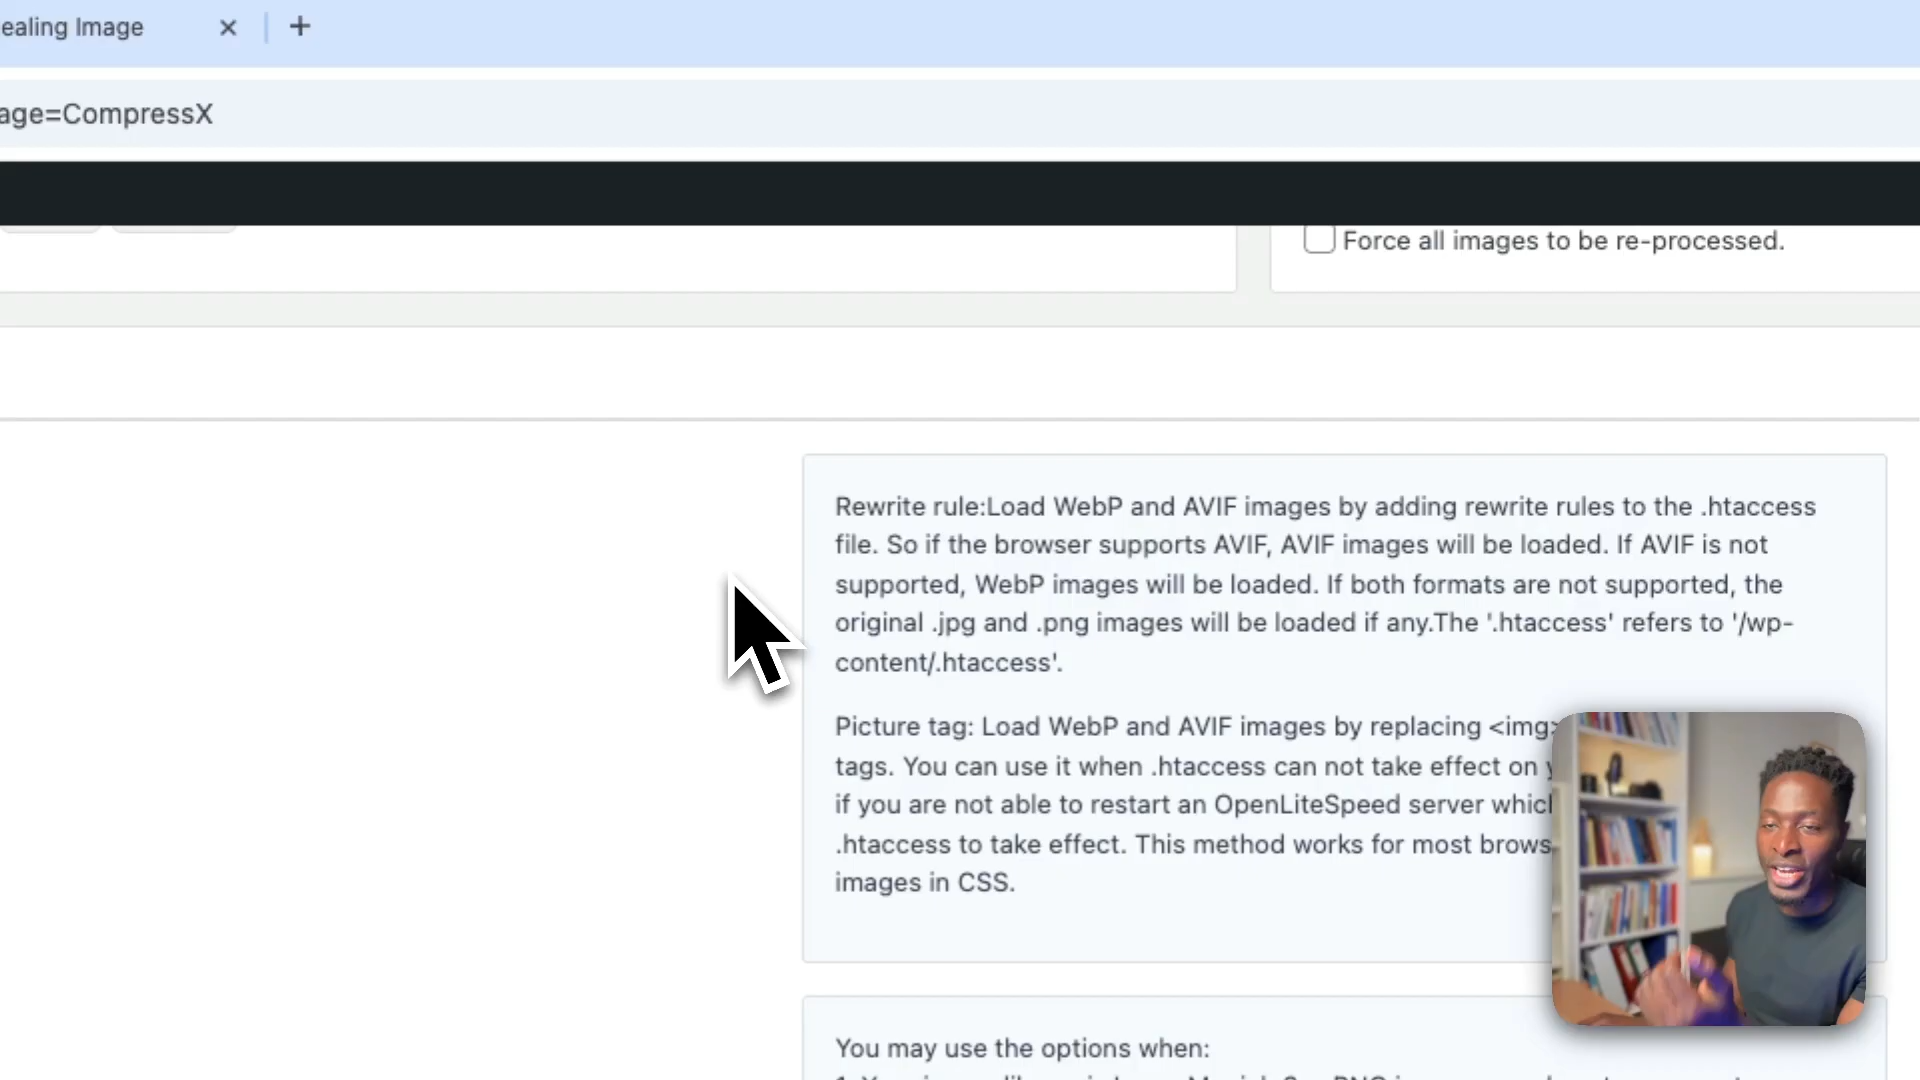 ealing Image
age=CompressX
Force all images to be re-processed.
Rewrite rule:Load WebP and AVIF images by adding rewrite rules to the .htaccess
file. So if the browser supports AVIF, AVIF images will be loaded. If AVIF is not
supported, WebP images will be loaded. If both formats are not supported, the
original .jpg and .png images will be loaded if any.The '.htaccess' refers to '/wp-
content/.htaccess'.
Picture tag: Load WebP and AVIF images by replacing <img>
tags. You can use it when .htaccess can not take effect on
if you are not able to restart an OpenLiteSpeed server which
.htaccess to take effect. This method works for most brows
images in CSS.
You may use the options when: